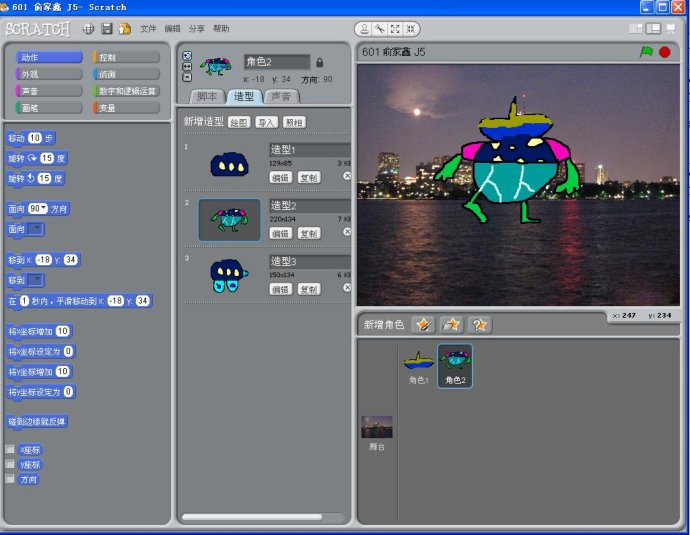 601 俞家鑫 J5- Scratch
SCRATCH 文件 编辑 分享 帮助
动作 控制
外观 侦测
声音 数字和逻辑运算
画笔 变量
移动 10 步
旋转 15 度
旋转 15 度
面向 90 方向
面向
移到 x: -18 y: 34
移到
在 1 秒内，平滑移动到 x: -18 y: 34
将x坐标增加 10
将x坐标设定为 0
将y坐标增加 10
将y坐标设定为 0
碰到边缘就反弹
x座标
y座标
方向
角色2
x: -18 y: 34 方向: 90
脚本 造型 声音
新增造型 绘图 导入 照相
1 造型1
129x85 3 KB
编辑 复制
2 造型2
220x134 7 KB
编辑 复制
3 造型3
150x134 6 KB
编辑 复制
601 俞家鑫 J5
x: 247 y: 234
新增角色
角色1 角色2
舞台